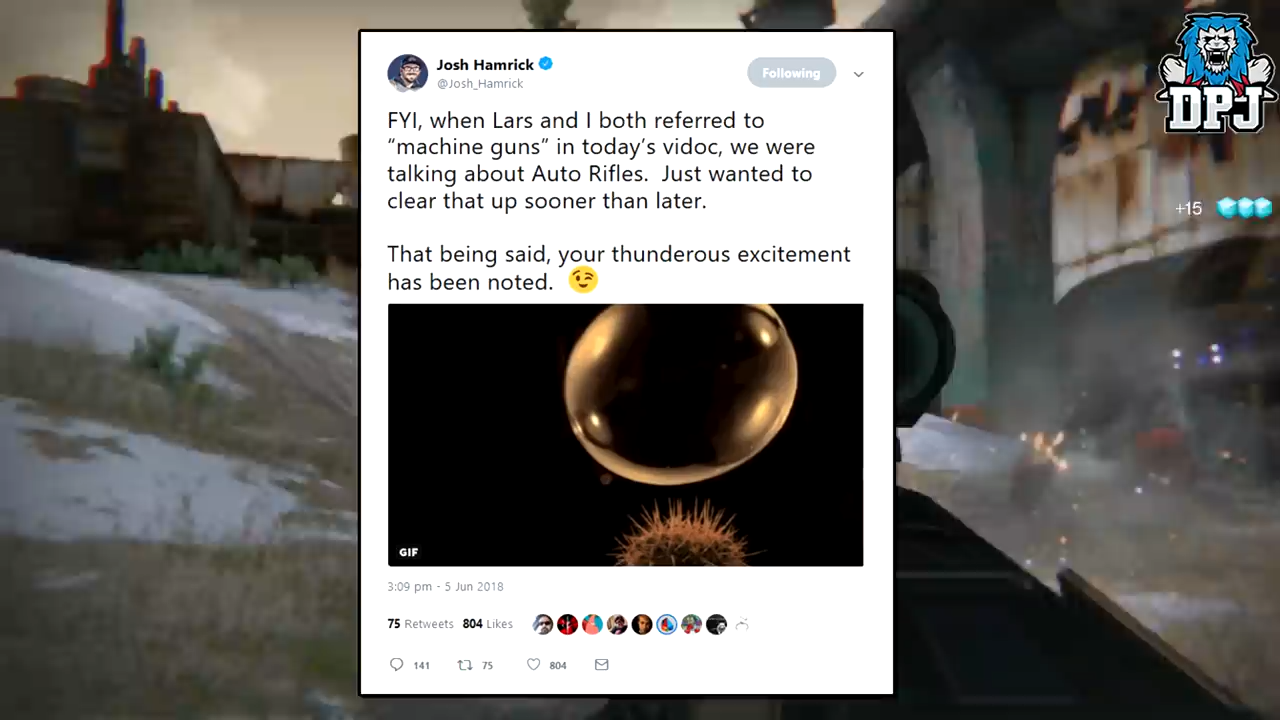 DPJ
+15
Josh Hamrick
@Josh_Hamrick
Following
FYI, when Lars and I both referred to
“machine guns” in today’s vidoc, we were
talking about Auto Rifles.  Just wanted to
clear that up sooner than later.
That being said, your thunderous excitement
has been noted. 😉
GIF
3:09 pm - 5 Jun 2018
75 Retweets 804 Likes
141 75 804